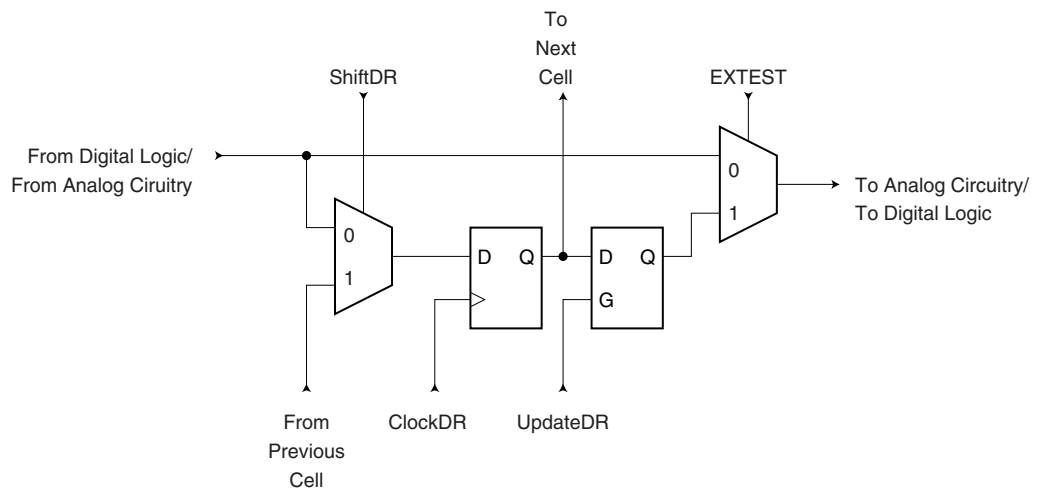 To
Next
Cell
ShiftDR
EXTEST
From Digital Logic/
From Analog Ciruitry
0
1
To Analog Circuitry/
To Digital Logic
0
1
D Q
D Q
G
From
Previous
Cell
ClockDR
UpdateDR